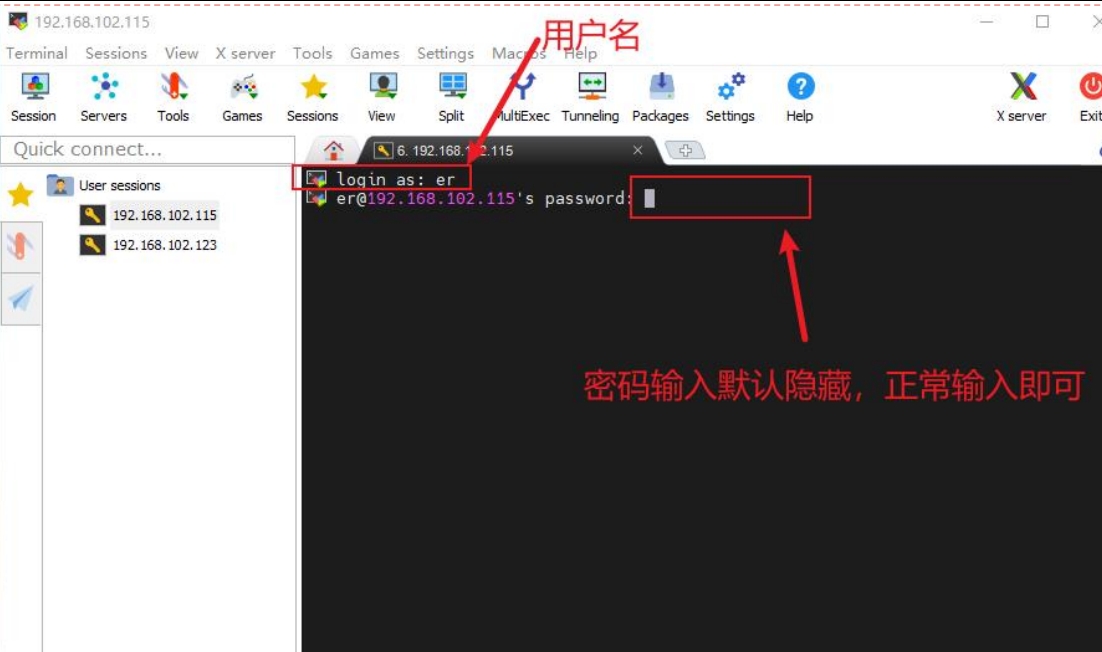 192.168.102.115
用户名
Terminal Sessions View X server Tools Games Settings Macros Help
Session Servers Tools Games Sessions View Split MultiExec Tunneling Packages Settings Help X server Exit
Quick connect...
6. 192.168.102.115
User sessions
192.168.102.115
192.168.102.123
login as: er
er@192.168.102.115's password:
密码输入默认隐藏，正常输入即可